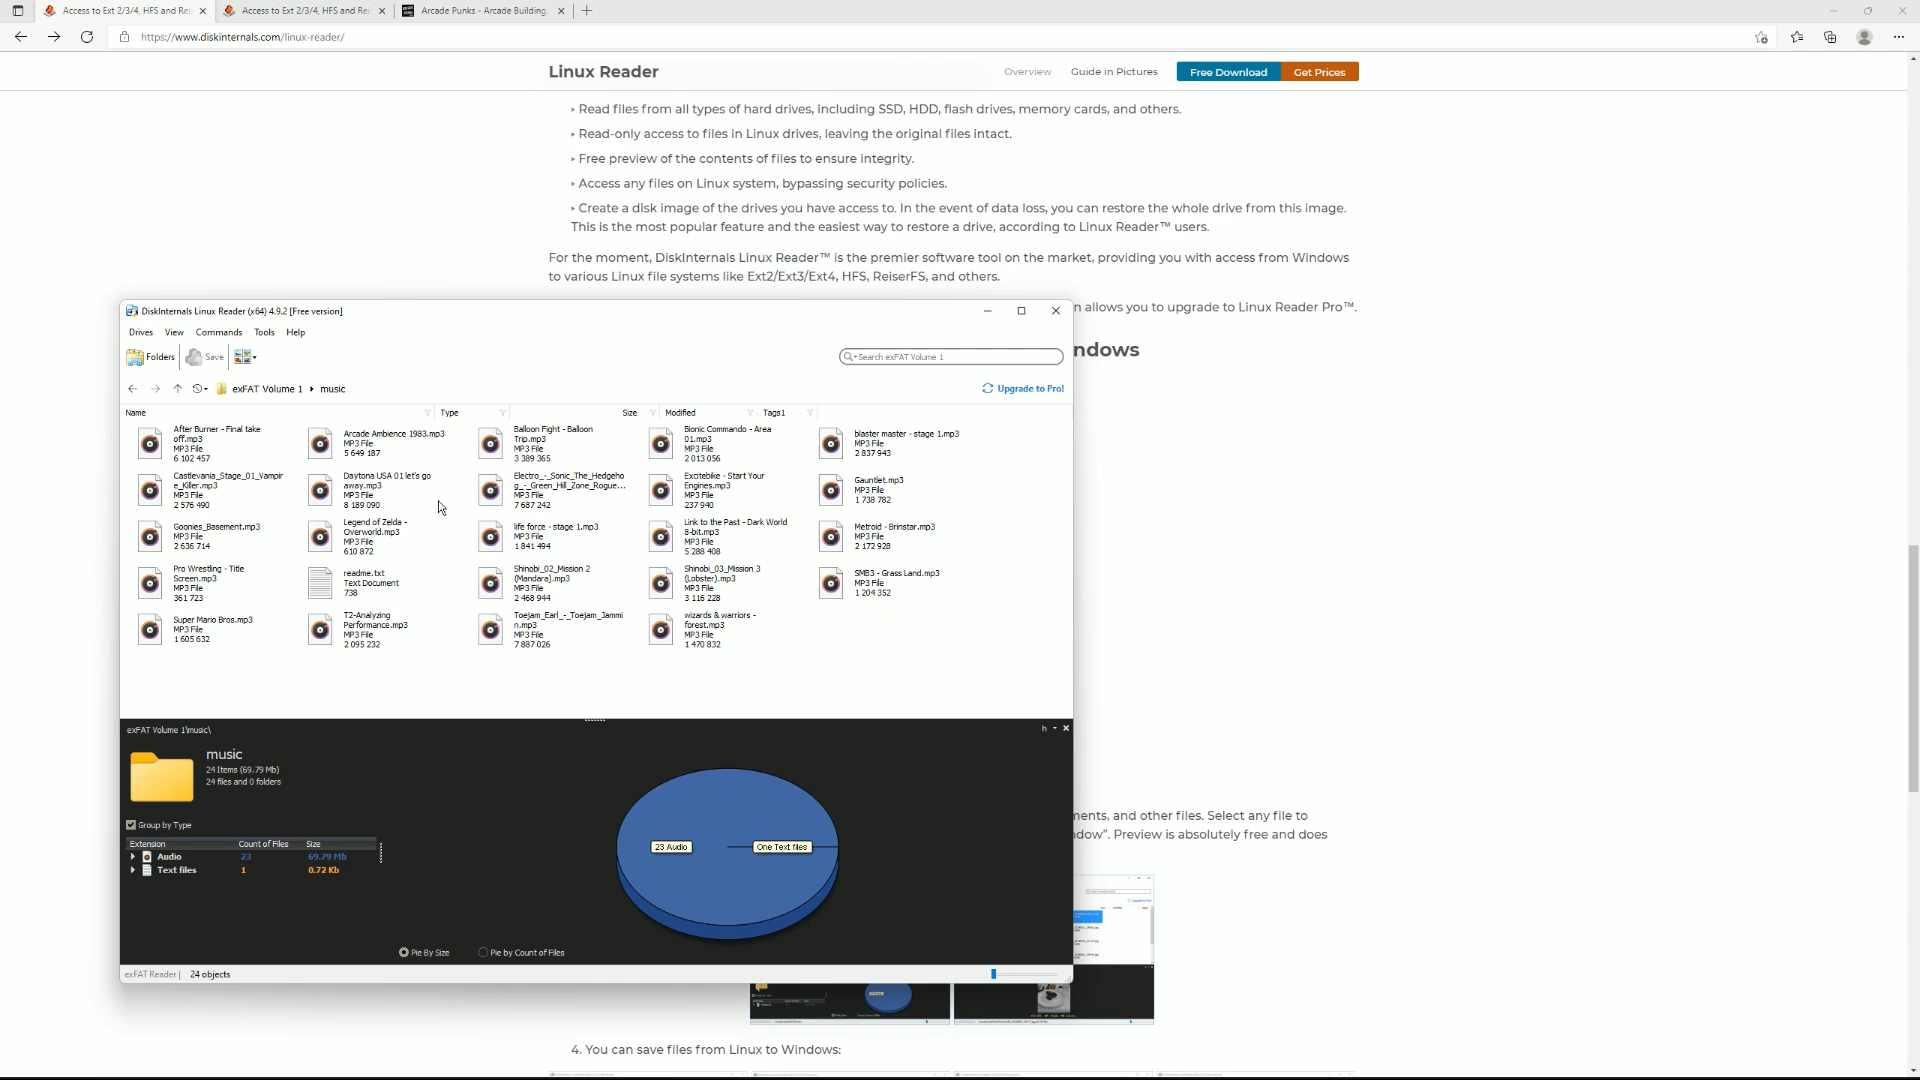 Access to Ext 2/3/4, HFS and Rei
Access to Ext 2/3/4, HFS and Rei
Arcade Punks - Arcade Building
https://www.diskinternals.com/linux-reader/
Linux Reader
Overview
Guide in Pictures
Free Download
Get Prices
‣ Read files from all types of hard drives, including SSD, HDD, flash drives, memory cards, and others.
‣ Read-only access to files in Linux drives, leaving the original files intact.
‣ Free preview of the contents of files to ensure integrity.
‣ Access any files on Linux system, bypassing security policies.
‣ Create a disk image of the drives you have access to. In the event of data loss, you can restore the whole drive from this image.
This is the most popular feature and the easiest way to restore a drive, according to Linux Reader™ users.
For the moment, DiskInternals Linux Reader™ is the premier software tool on the market, providing you with access from Windows
to various Linux file systems like Ext2/Ext3/Ext4, HFS, ReiserFS, and others.
n allows you to upgrade to Linux Reader Pro™.
ndows
DiskInternals Linux Reader (x64) 4.9.2 [Free version]
Drives View Commands Tools Help
Folders
Save
Search exFAT Volume 1
exFAT Volume 1 ▸ music
Upgrade to Pro!
Name Type Size Modified Tags1
After Burner - Final take
off.mp3
MP3 File
6 102 457
Arcade Ambience 1983.mp3
MP3 File
5 649 187
Balloon Fight - Balloon
Trip.mp3
MP3 File
3 389 365
Bionic Commando - Area
01.mp3
MP3 File
2 013 056
blaster master - stage 1.mp3
MP3 File
2 837 943
Castlevania_Stage_01_Vampir
e_Killer.mp3
MP3 File
2 576 490
Daytona USA 01 let's go
away.mp3
MP3 File
8 189 090
Electro_-_Sonic_The_Hedgeho
g_-_Green_Hill_Zone_Rogue...
MP3 File
7 687 242
Excitebike - Start Your
Engines.mp3
MP3 File
237 940
Gauntlet.mp3
MP3 File
1 738 782
Goonies_Basement.mp3
MP3 File
2 636 714
Legend of Zelda -
Overworld.mp3
MP3 File
610 872
life force - stage 1.mp3
MP3 File
1 841 494
Link to the Past - Dark World
8-bit.mp3
MP3 File
5 288 408
Metroid - Brinstar.mp3
MP3 File
2 172 928
Pro Wrestling - Title
Screen.mp3
MP3 File
361 723
readme.txt
Text Document
738
Shinobi_02_Mission 2
(Mandara).mp3
MP3 File
2 468 944
Shinobi_03_Mission 3
(Lobster).mp3
MP3 File
3 116 228
SMB3 - Grass Land.mp3
MP3 File
1 204 352
Super Mario Bros.mp3
MP3 File
1 605 632
T2-Analyzing
Performance.mp3
MP3 File
2 095 232
Toejam_Earl_-_Toejam_Jammi
n.mp3
MP3 File
7 887 026
wizards & warriors -
forest.mp3
MP3 File
1 470 832
exFAT Volume 1\music\
h
music
24 Items (69.79 Mb)
24 files and 0 folders
Group by Type
Extension Count of Files Size
Audio 23 69.79 Mb
Text files 1 0.72 Kb
23 Audio
One Text files
Pie By Size
Pie by Count of Files
exFAT Reader 24 objects
ments, and other files. Select any file to
dow”. Preview is absolutely free and does
4. You can save files from Linux to Windows: